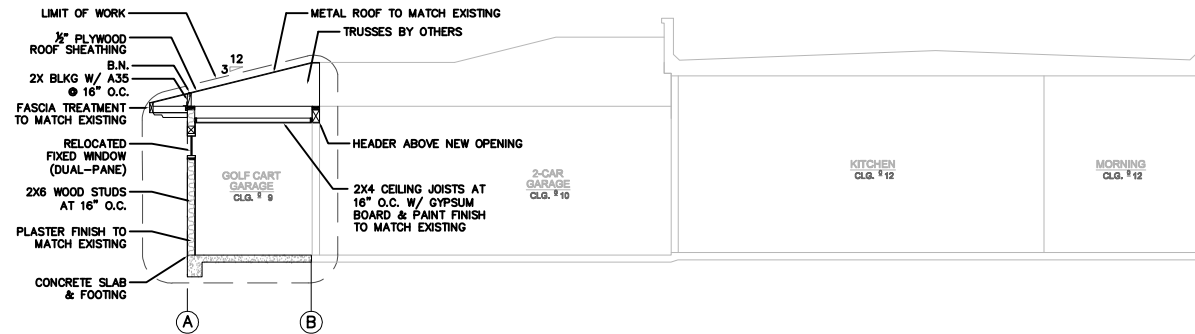 LIMIT OF WORK
½" PLYWOOD
ROOF SHEATHING
B.N.
2X BLKG W/ A35
@ 16" O.C.
FASCIA TREATMENT
TO MATCH EXISTING
RELOCATED
FIXED WINDOW
(DUAL-PANE)
2X6 WOOD STUDS
AT 16" O.C.
PLASTER FINISH TO
MATCH EXISTING
CONCRETE SLAB
& FOOTING
12
3
METAL ROOF TO MATCH EXISTING
TRUSSES BY OTHERS
HEADER ABOVE NEW OPENING
2X4 CEILING JOISTS AT
16" O.C. W/ GYPSUM
BOARD & PAINT FINISH
TO MATCH EXISTING
GOLF CART
GARAGE
CLG. @ 9
2-CAR
GARAGE
CLG. @ 10
KITCHEN
CLG. @ 12
MORNING
CLG. @ 12
A
B